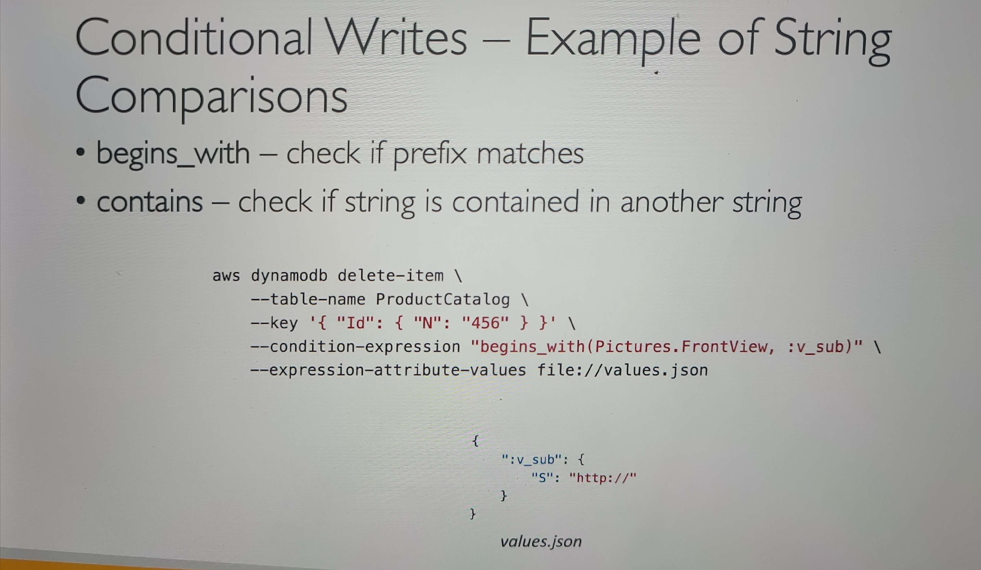 Conditional Writes – Example of String
Comparisons
• begins_with – check if prefix matches
• contains – check if string is contained in another string
aws dynamodb delete-item \
--table-name ProductCatalog \
--key '{ "Id": { "N": "456" } }' \
--condition-expression "begins_with(Pictures.FrontView, :v_sub)" \
--expression-attribute-values file://values.json
{
":v_sub": {
"S": "http://"
}
}
values.json